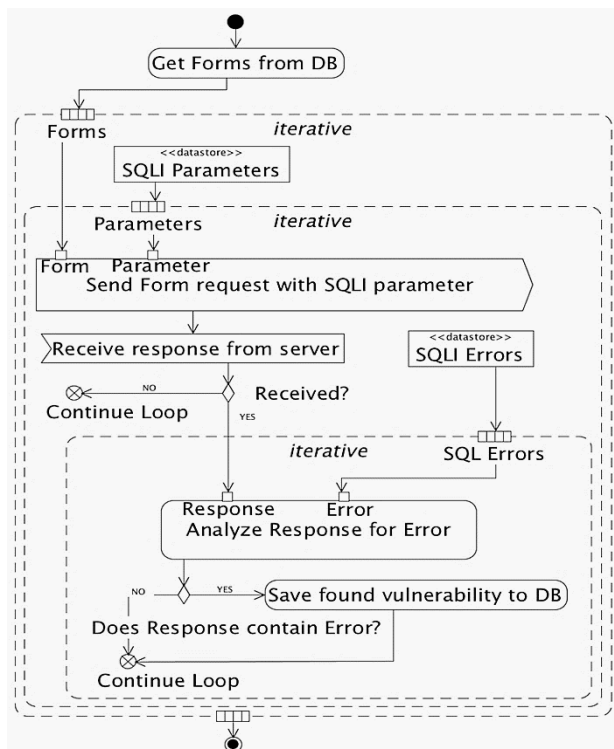 Get Forms from DB
Forms
iterative
<<datastore>>
SQLI Parameters
Parameters
iterative
Form
Parameter
Send Form request with SQLI parameter
Receive response from server
<<datastore>>
SQLI Errors
NO
Received?
Continue Loop
YES
iterative
SQL Errors
Response
Error
Analyze Response for Error
NO
YES
Save found vulnerability to DB
Does Response contain Error?
Continue Loop